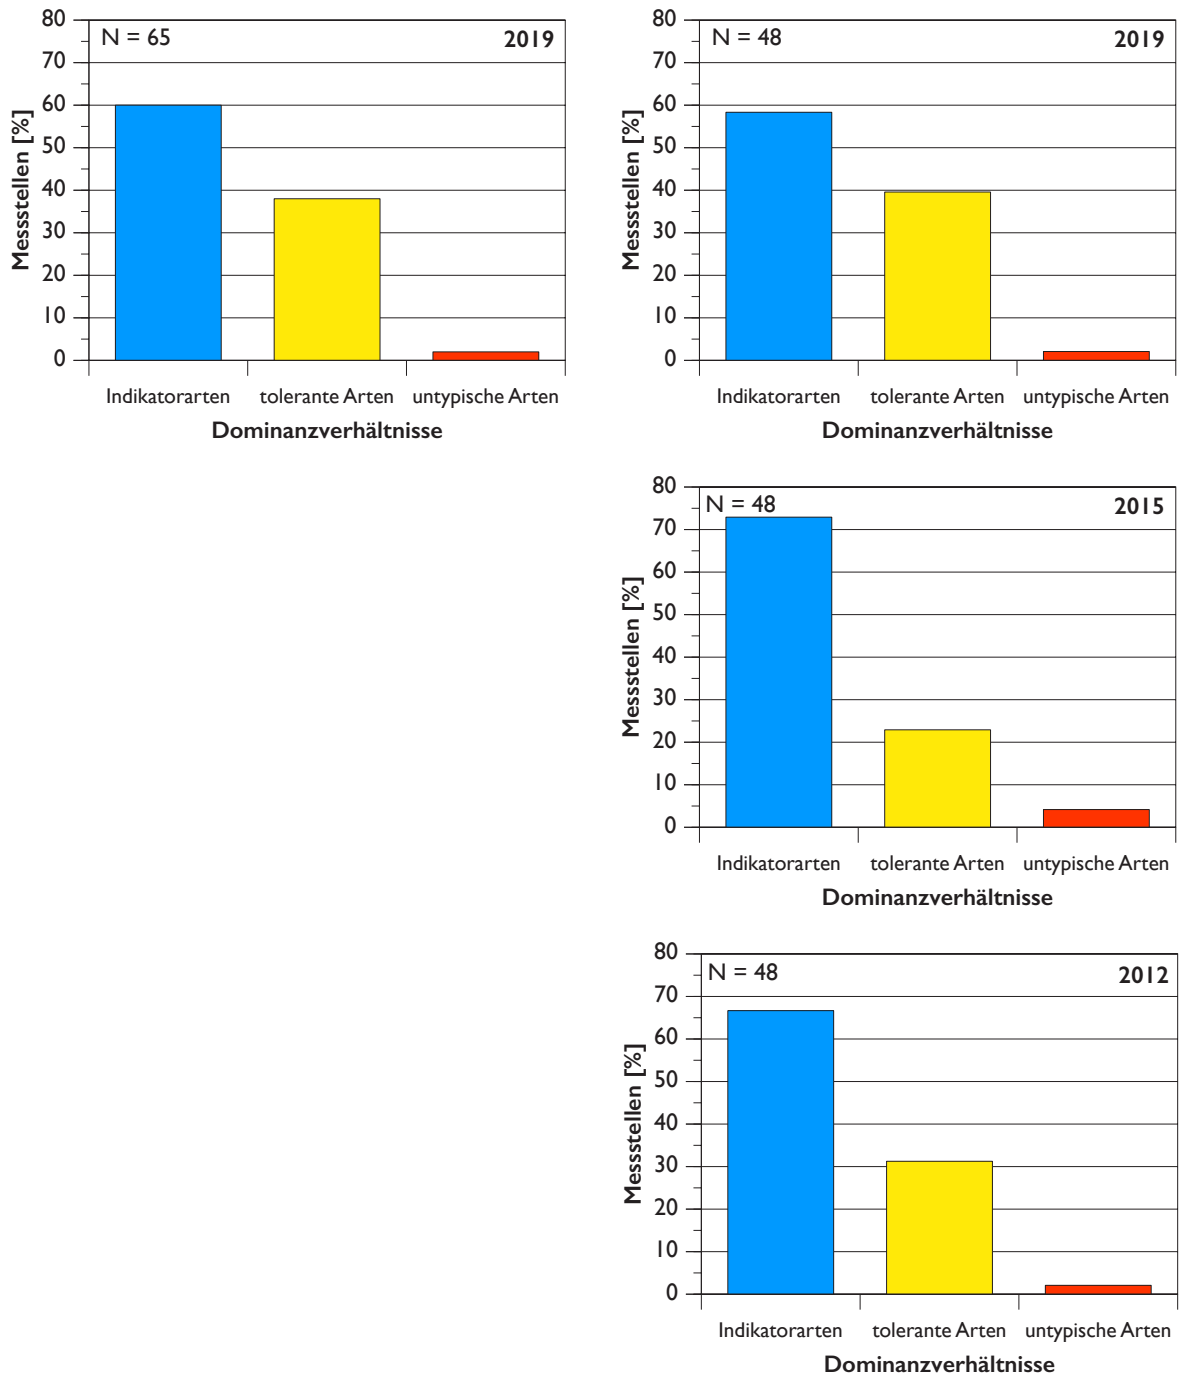 N = 65
2019
80
70
60
50
40
30
20
10
0
Messstellen [%]
Indikatorarten tolerante Arten untypische Arten
Dominanzverhältnisse
N = 48
2019
80
70
60
50
40
30
20
10
0
Messstellen [%]
Indikatorarten tolerante Arten untypische Arten
Dominanzverhältnisse
N = 48
2015
80
70
60
50
40
30
20
10
0
Messstellen [%]
Indikatorarten tolerante Arten untypische Arten
Dominanzverhältnisse
N = 48
2012
80
70
60
50
40
30
20
10
0
Messstellen [%]
Indikatorarten tolerante Arten untypische Arten
Dominanzverhältnisse